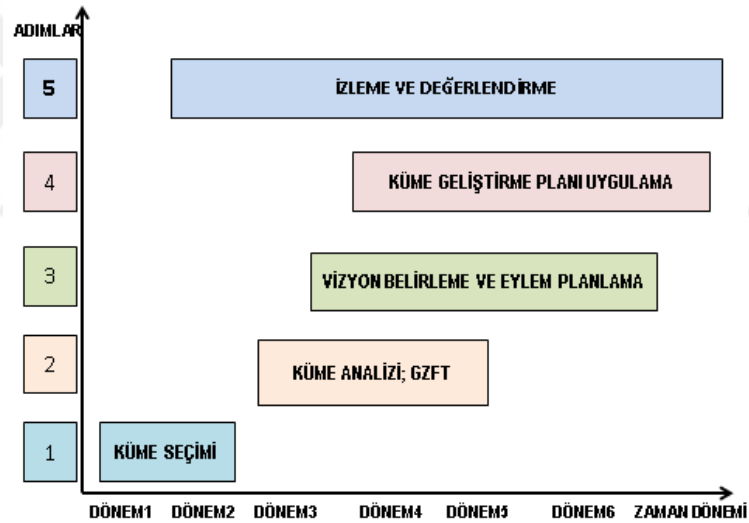 ADIMLAR
5
İZLEME VE DEĞERLENDİRME
4
KÜME GELİŞTİRME PLANI UYGULAMA
3
VİZYON BELİRLEME VE EYLEM PLANLAMA
2
KÜME ANALİZİ; GZFT
1
KÜME SEÇİMİ
DÖNEM1 DÖNEM2 DÖNEM3 DÖNEM4 DÖNEM5 DÖNEM6 ZAMAN DÖNEMİ